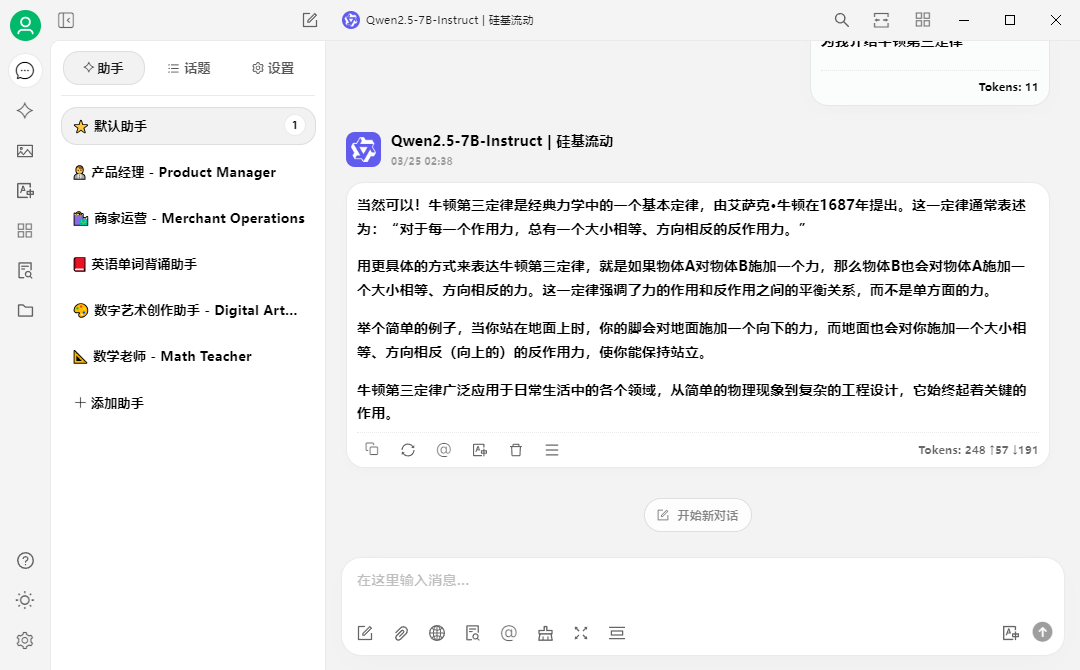 Qwen2.5-7B-Instruct | 硅基流动
助手
话题
设置
默认助手
1
产品经理 - Product Manager
商家运营 - Merchant Operations
英语单词背诵助手
数字艺术创作助手 - Digital Art...
数学老师 - Math Teacher
添加助手
为我介绍牛顿第三定律
Tokens: 11
Qwen2.5-7B-Instruct | 硅基流动
03/25 02:38
当然可以！牛顿第三定律是经典力学中的一个基本定律，由艾萨克•牛顿在1687年提出。这一定律通常表述
为：“对于每一个作用力，总有一个大小相等、方向相反的反作用力。”
用更具体的方式来表达牛顿第三定律，就是如果物体A对物体B施加一个力，那么物体B也会对物体A施加一
个大小相等、方向相反的力。这一定律强调了力的作用和反作用之间的平衡关系，而不是单方面的力。
举个简单的例子，当你站在地面上时，你的脚会对地面施加一个向下的力，而地面也会对你施加一个大小相
等、方向相反（向上的）的反作用力，使你能保持站立。
牛顿第三定律广泛应用于日常生活中的各个领域，从简单的物理现象到复杂的工程设计，它始终起着关键的
作用。
Tokens: 248 ↑57 ↓191
开始新对话
在这里输入消息...